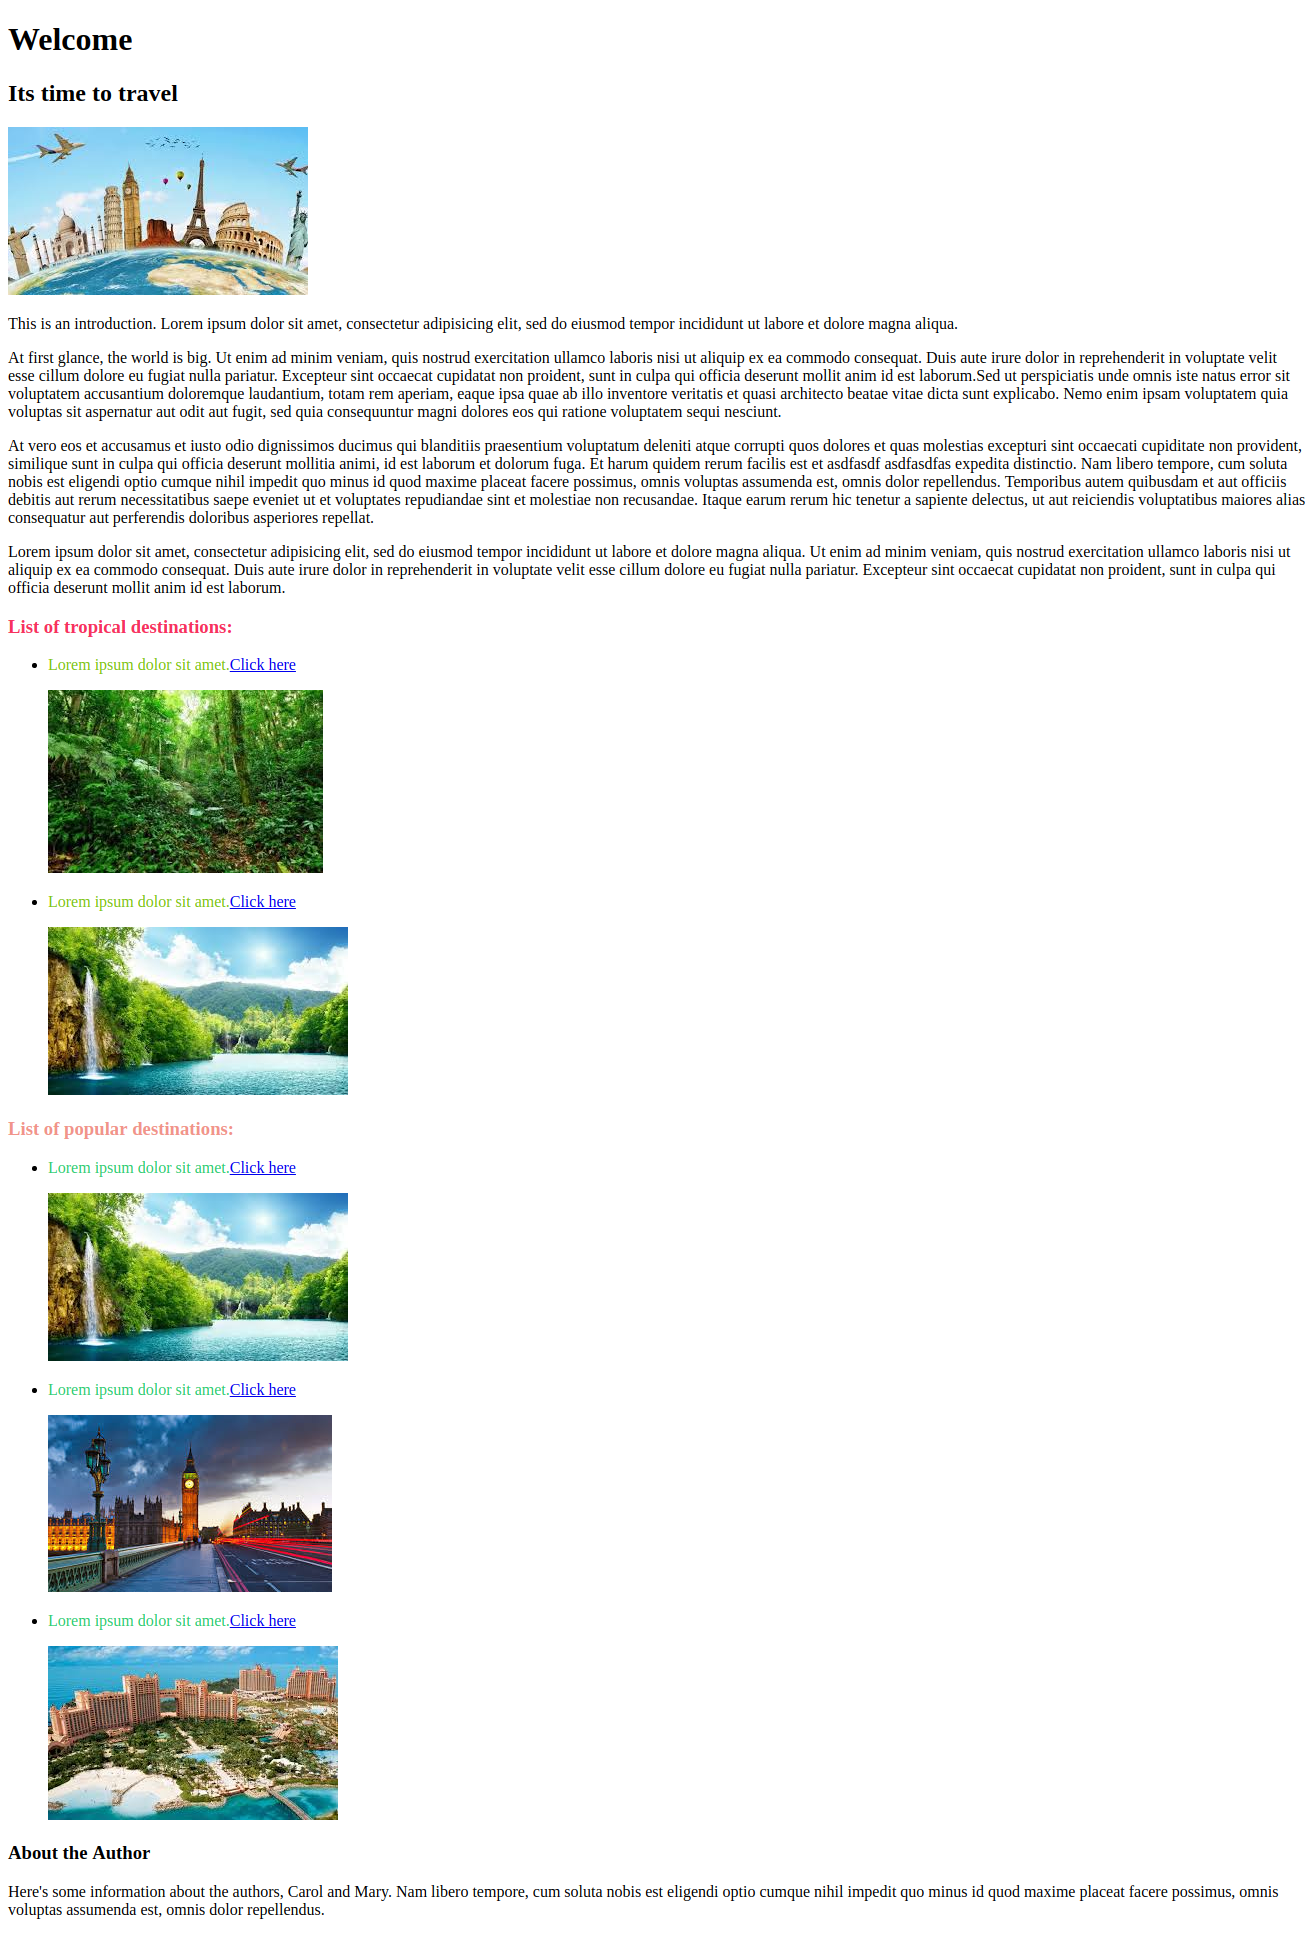 Welcome
Its time to travel
This is an introduction. Lorem ipsum dolor sit amet, consectetur adipisicing elit, sed do eiusmod tempor incididunt ut labore et dolore magna aliqua.
At first glance, the world is big. Ut enim ad minim veniam, quis nostrud exercitation ullamco laboris nisi ut aliquip ex ea commodo consequat. Duis aute irure dolor in reprehenderit in voluptate velit
esse cillum dolore eu fugiat nulla pariatur. Excepteur sint occaecat cupidatat non proident, sunt in culpa qui officia deserunt mollit anim id est laborum.Sed ut perspiciatis unde omnis iste natus error sit
voluptatem accusantium doloremque laudantium, totam rem aperiam, eaque ipsa quae ab illo inventore veritatis et quasi architecto beatae vitae dicta sunt explicabo. Nemo enim ipsam voluptatem quia
voluptas sit aspernatur aut odit aut fugit, sed quia consequuntur magni dolores eos qui ratione voluptatem sequi nesciunt.
At vero eos et accusamus et iusto odio dignissimos ducimus qui blanditiis praesentium voluptatum deleniti atque corrupti quos dolores et quas molestias excepturi sint occaecati cupiditate non provident,
similique sunt in culpa qui officia deserunt mollitia animi, id est laborum et dolorum fuga. Et harum quidem rerum facilis est et asdfasdf asdfasdfas expedita distinctio. Nam libero tempore, cum soluta
nobis est eligendi optio cumque nihil impedit quo minus id quod maxime placeat facere possimus, omnis voluptas assumenda est, omnis dolor repellendus. Temporibus autem quibusdam et aut officiis
debitis aut rerum necessitatibus saepe eveniet ut et voluptates repudiandae sint et molestiae non recusandae. Itaque earum rerum hic tenetur a sapiente delectus, ut aut reiciendis voluptatibus maiores alias
consequatur aut perferendis doloribus asperiores repellat.
Lorem ipsum dolor sit amet, consectetur adipisicing elit, sed do eiusmod tempor incididunt ut labore et dolore magna aliqua. Ut enim ad minim veniam, quis nostrud exercitation ullamco laboris nisi ut
aliquip ex ea commodo consequat. Duis aute irure dolor in reprehenderit in voluptate velit esse cillum dolore eu fugiat nulla pariatur. Excepteur sint occaecat cupidatat non proident, sunt in culpa qui
officia deserunt mollit anim id est laborum.
List of tropical destinations:
• Lorem ipsum dolor sit amet.Click here
• Lorem ipsum dolor sit amet.Click here
List of popular destinations:
• Lorem ipsum dolor sit amet.Click here
• Lorem ipsum dolor sit amet.Click here
• Lorem ipsum dolor sit amet.Click here
About the Author
Here's some information about the authors, Carol and Mary. Nam libero tempore, cum soluta nobis est eligendi optio cumque nihil impedit quo minus id quod maxime placeat facere possimus, omnis
voluptas assumenda est, omnis dolor repellendus.